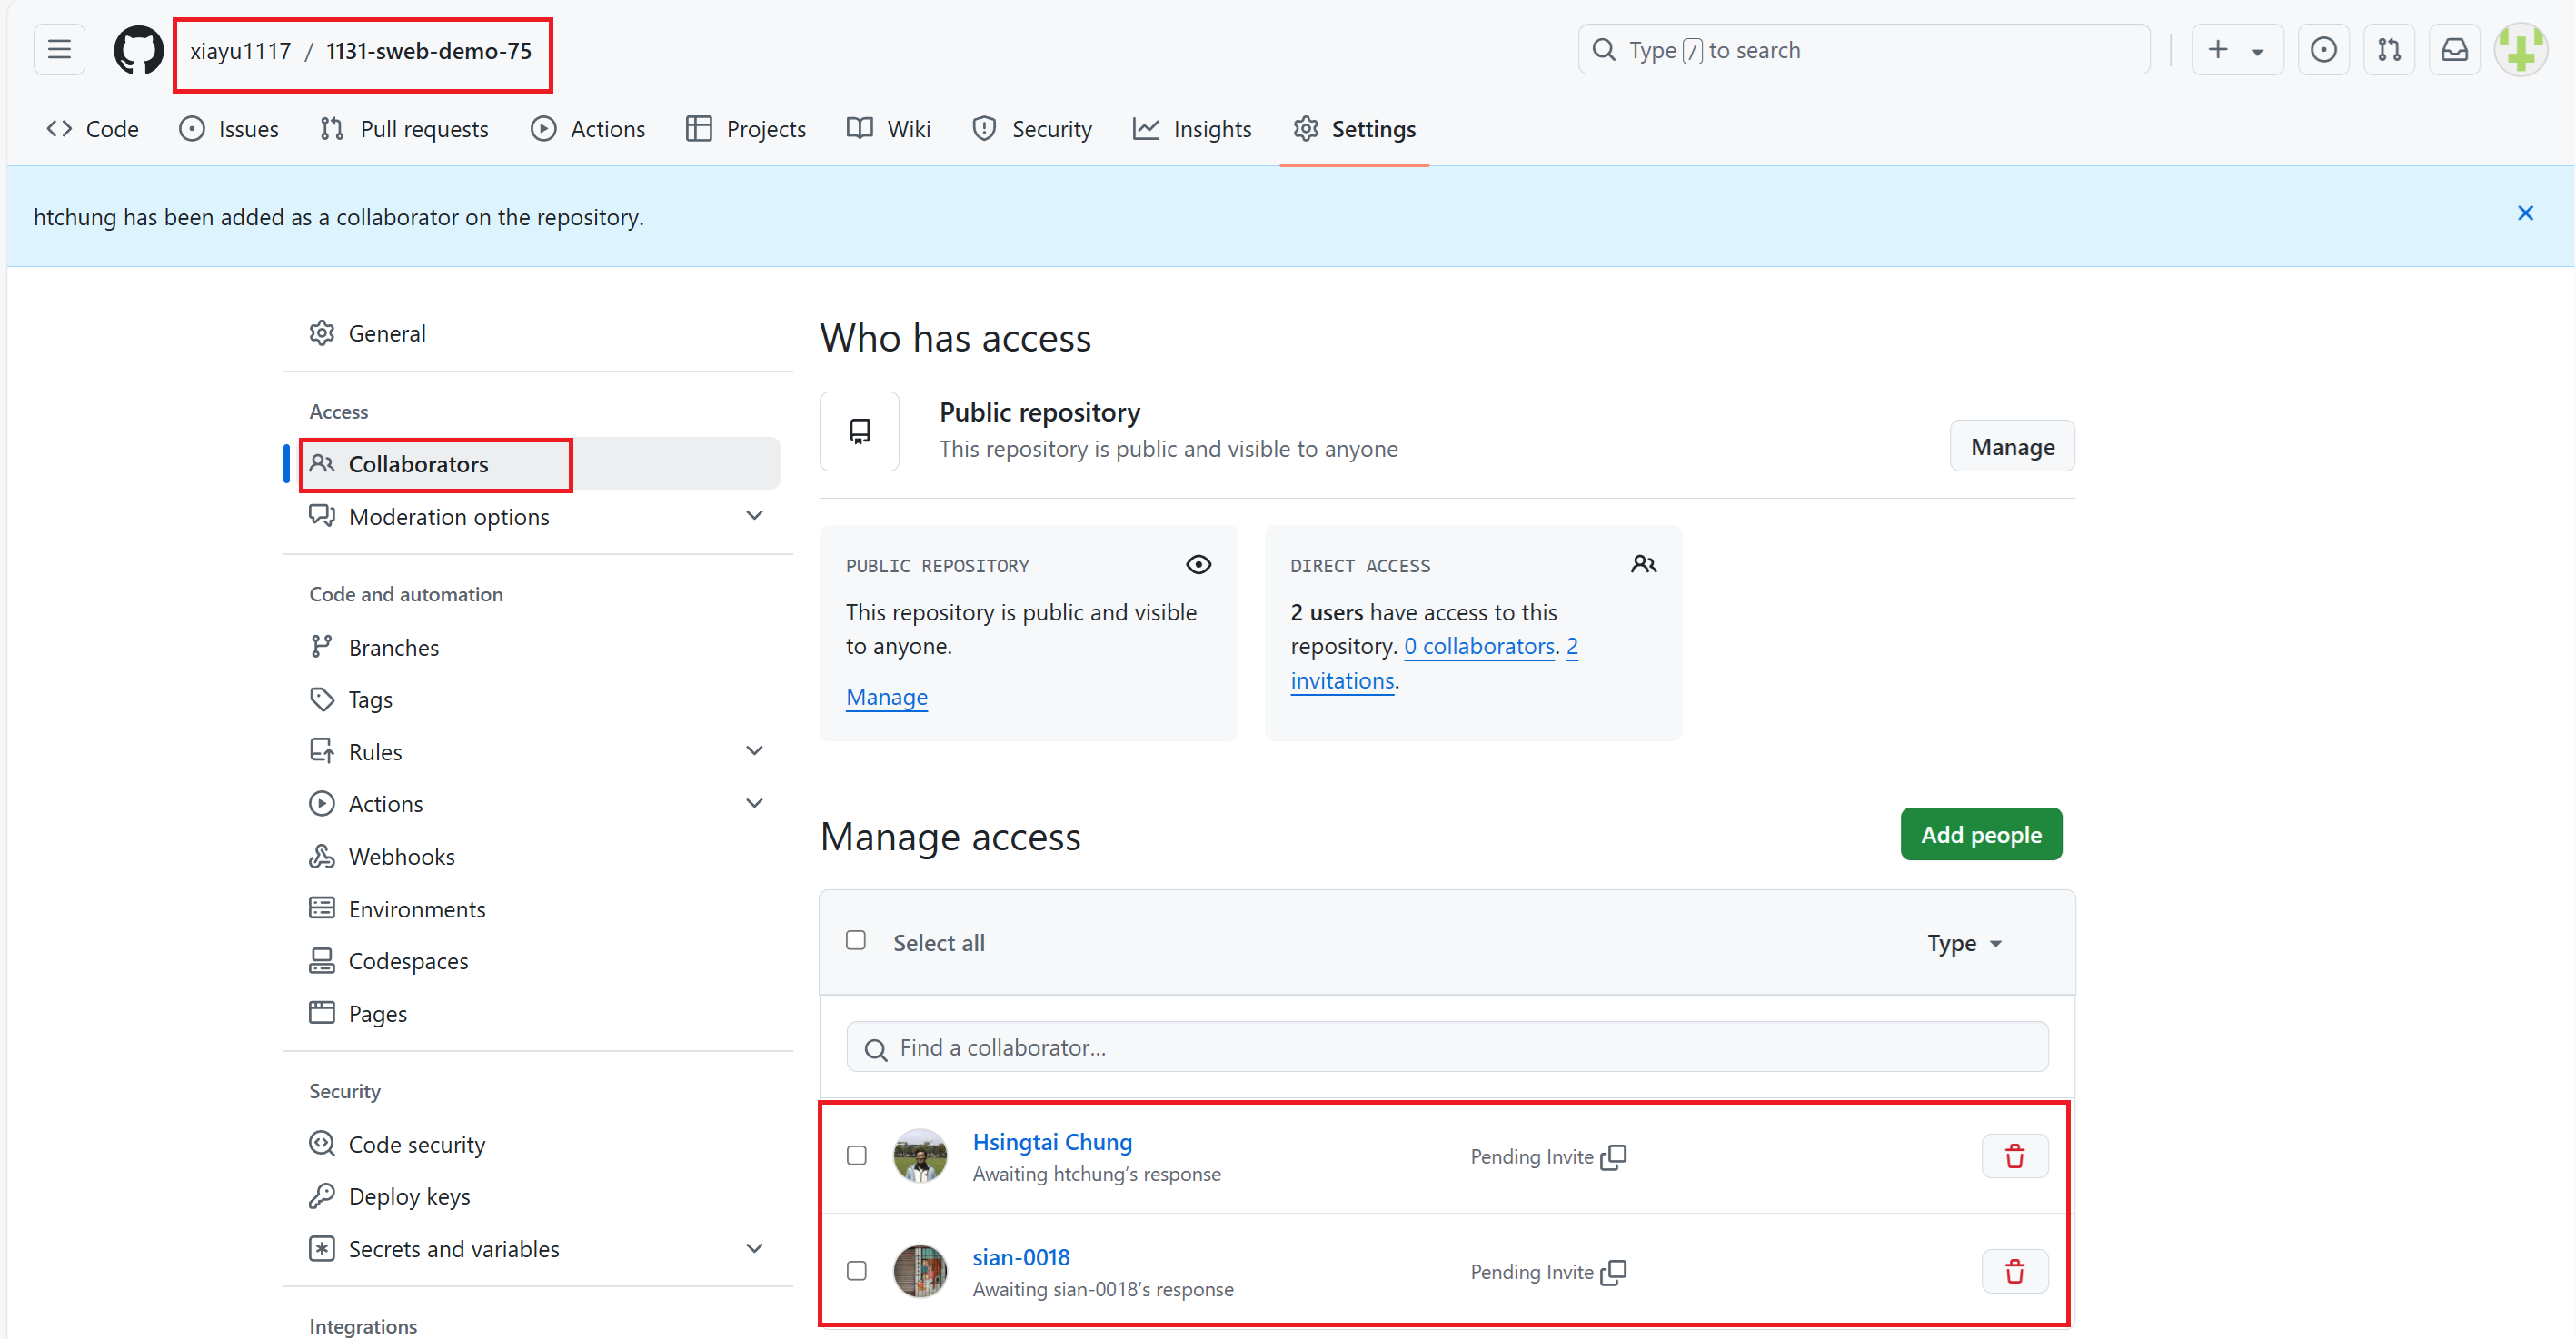 xiayu1117 / 1131-sweb-demo-75
Type / to search
Code Issues Pull requests Actions Projects Wiki Security Insights Settings
htchung has been added as a collaborator on the repository.
General
Access
Collaborators
Moderation options
Code and automation
Branches
Tags
Rules
Actions
Webhooks
Environments
Codespaces
Pages
Security
Code security
Deploy keys
Secrets and variables
Integrations
Who has access
Public repository
This repository is public and visible to anyone
Manage
PUBLIC REPOSITORY
This repository is public and visible
to anyone.
Manage
DIRECT ACCESS
2 users have access to this
repository. 0 collaborators. 2
invitations.
Manage access
Add people
Select all
Type
Find a collaborator...
Hsingtai Chung
Awaiting htchung's response
Pending Invite
sian-0018
Awaiting sian-0018's response
Pending Invite